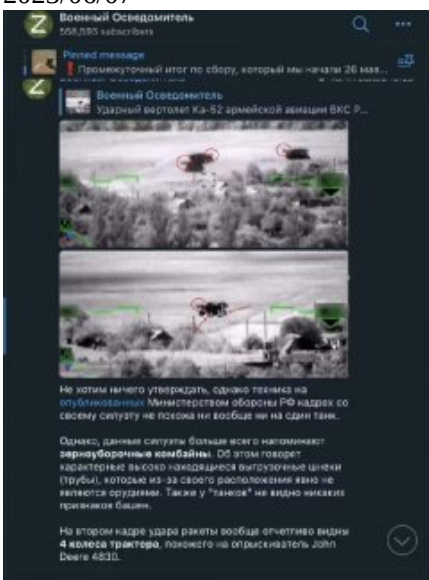 2023/06/07
Военный Осведомитель
558,593 subscribers
Pinned message
Промежуточный итог по сбору, который мы начали 26 мая...
Военный Осведомитель
Ударный вертолет Ка-52 армейской авиации ВКС Р...
Не хотим ничего утверждать, однако техника на
опубликованных Министерством обороны РФ кадрах со
своему силуэту не похожа ни вообще ни на один танк.
Однако, данные силуэты больше всего напоминают
зерноуборочные комбайны. Об этом говорят
характерные высоко находящиеся выгрузочные шнеки
(трубы), которые из-за своего расположения явно не
являются орудиями. Также у "танков" не видно никаких
признаков башен.
На втором кадре удара ракеты вообще отчетливо видны
4 колеса трактора, похожего на опрыскиватель John
Deere 4830.